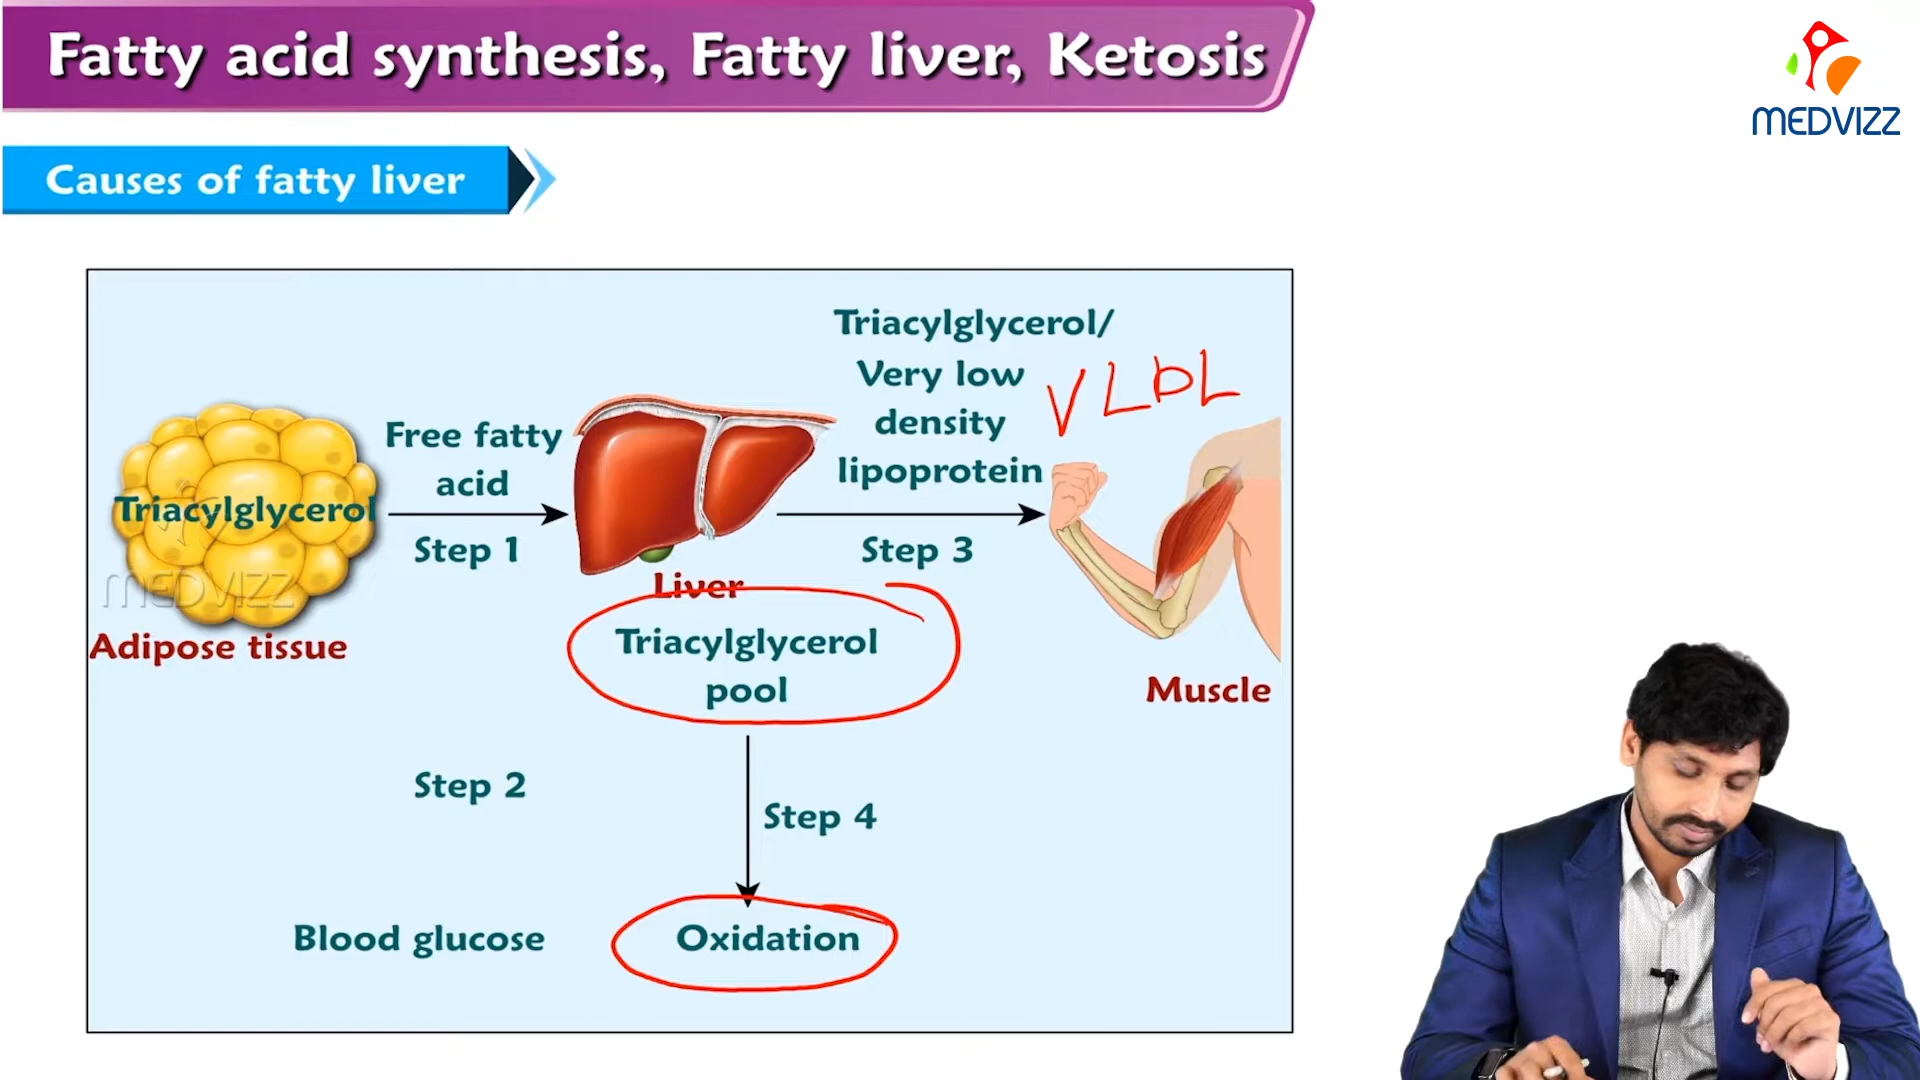 Fatty acid synthesis, Fatty liver, Ketosis
MEDVIZZ
Causes of fatty liver
Triacylglycerol/
Very low
density
lipoprotein
VLDL
Free fatty
acid
Triacylglycerol
Step 1
Step 3
MEDVIZZ
Liver
Adipose tissue
Triacylglycerol
pool
Muscle
Step 2
Step 4
Blood glucose
Oxidation